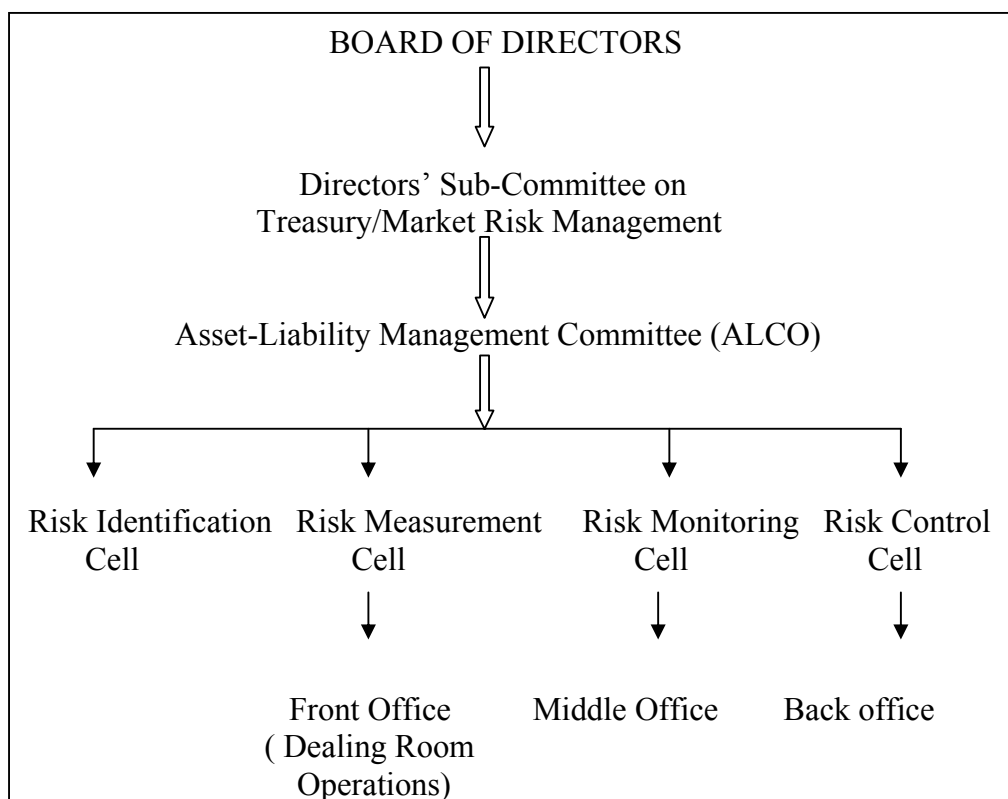 BOARD OF DIRECTORS
Directors’ Sub-Committee on
Treasury/Market Risk Management
Asset-Liability Management Committee (ALCO)
Risk Identification Cell
Risk Measurement Cell
Risk Monitoring Cell
Risk Control Cell
Front Office
( Dealing Room
Operations)
Middle Office
Back office